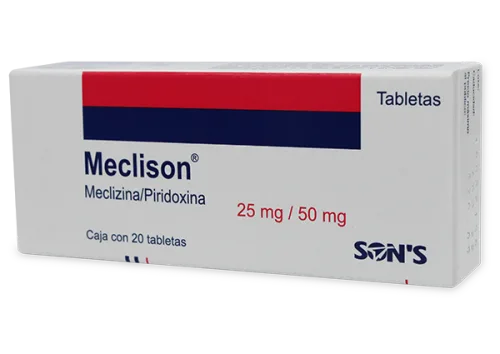 Tabletas
Meclison®
Meclizina/Piridoxina
25 mg / 50 mg
Caja con 20 tabletas
SON'S